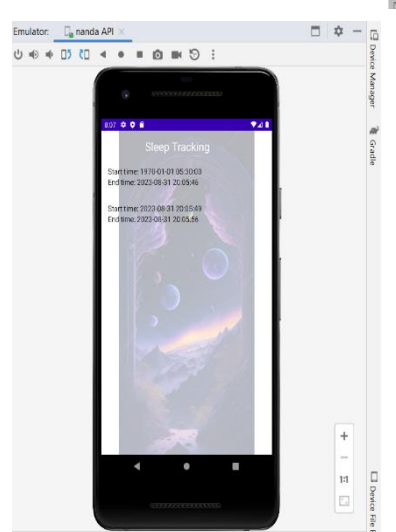 Emulator: nanda API
Device Manager
Gradle
8:07
Sleep Tracking
Start time: 1970-01-01 05:30:03
End time: 2023-08-31 20:05:46
Start time: 2023-08-31 20:05:49
End time: 2023-08-31 20:05:56
1:1
Device File